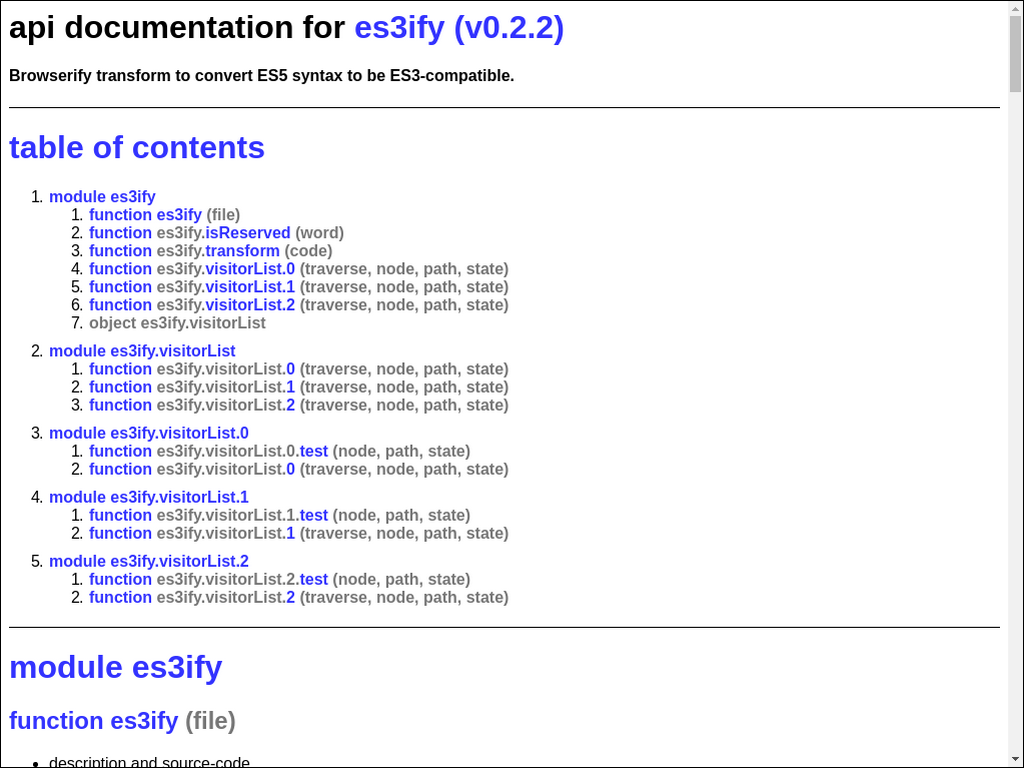 api documentation for es3ify (v0.2.2)
Browserify transform to convert ES5 syntax to be ES3-compatible.
table of contents
1. module es3ify
1. function es3ify (file)
2. function es3ify.isReserved (word)
3. function es3ify.transform (code)
4. function es3ify.visitorList.0 (traverse, node, path, state)
5. function es3ify.visitorList.1 (traverse, node, path, state)
6. function es3ify.visitorList.2 (traverse, node, path, state)
7. object es3ify.visitorList
2. module es3ify.visitorList
1. function es3ify.visitorList.0 (traverse, node, path, state)
2. function es3ify.visitorList.1 (traverse, node, path, state)
3. function es3ify.visitorList.2 (traverse, node, path, state)
3. module es3ify.visitorList.0
1. function es3ify.visitorList.0.test (node, path, state)
2. function es3ify.visitorList.0 (traverse, node, path, state)
4. module es3ify.visitorList.1
1. function es3ify.visitorList.1.test (node, path, state)
2. function es3ify.visitorList.1 (traverse, node, path, state)
5. module es3ify.visitorList.2
1. function es3ify.visitorList.2.test (node, path, state)
2. function es3ify.visitorList.2 (traverse, node, path, state)
module es3ify
function es3ify (file)
• description and source-code